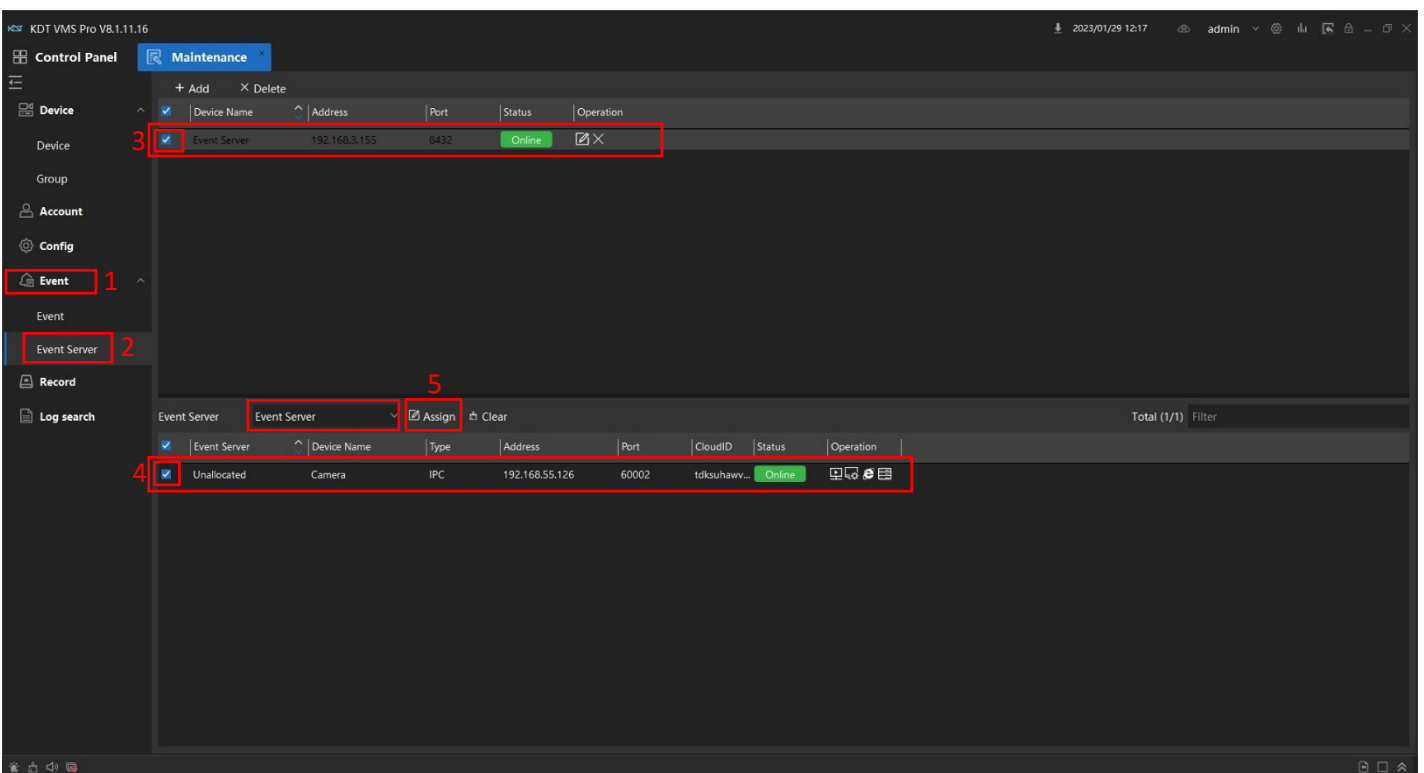 KDT KDT VMS Pro V8.1.11.16 2023/01/29 12:17 admin
Control Panel Maintenance
+ Add × Delete
Device Device Name Address Port Status Operation
3 Event Server 192.168.3.155 8432 Online
Device
Group
Account
Config
Event 1
Event
Event Server 2
Record
5
Log search Event Server Event Server Assign Clear Total (1/1) Filter
Event Server Device Name Type Address Port CloudID Status Operation
4 Unallocated Camera IPC 192.168.55.126 60002 tdksuhawv... Online